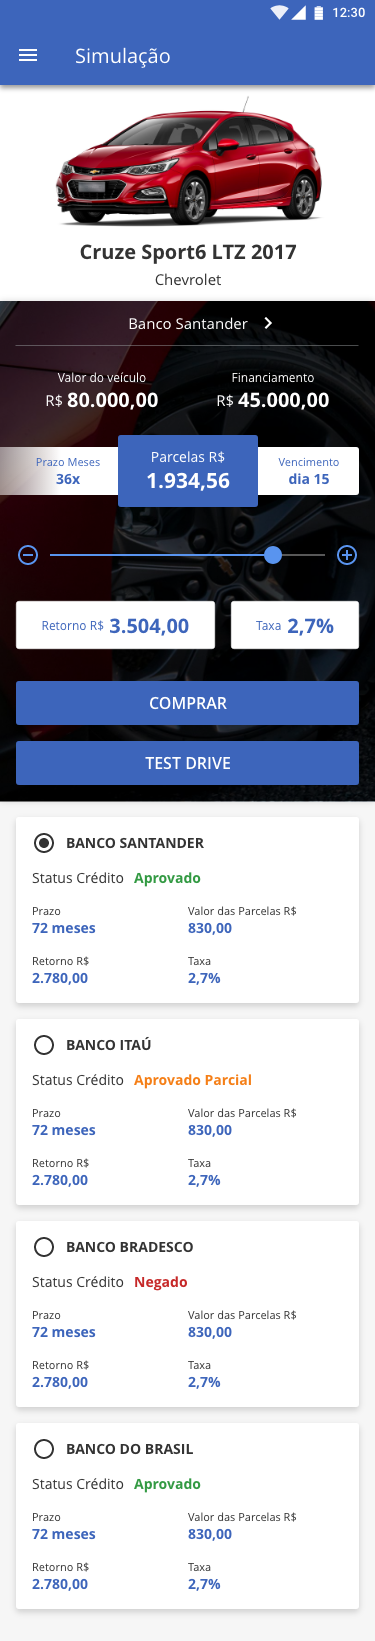 12:30
Simulação
Cruze Sport6 LTZ 2017
Chevrolet
Banco Santander
Valor do veículo Financiamento
R$ 80.000,00 R$ 45.000,00
Prazo Meses Parcelas R$ Vencimento
36x 1.934,56 dia 15
Retorno R$ 3.504,00 Taxa 2,7%
COMPRAR
TEST DRIVE
BANCO SANTANDER
Status Crédito Aprovado
Prazo Valor das Parcelas R$
72 meses 830,00
Retorno R$ Taxa
2.780,00 2,7%
BANCO ITAÚ
Status Crédito Aprovado Parcial
Prazo Valor das Parcelas R$
72 meses 830,00
Retorno R$ Taxa
2.780,00 2,7%
BANCO BRADESCO
Status Crédito Negado
Prazo Valor das Parcelas R$
72 meses 830,00
Retorno R$ Taxa
2.780,00 2,7%
BANCO DO BRASIL
Status Crédito Aprovado
Prazo Valor das Parcelas R$
72 meses 830,00
Retorno R$ Taxa
2.780,00 2,7%